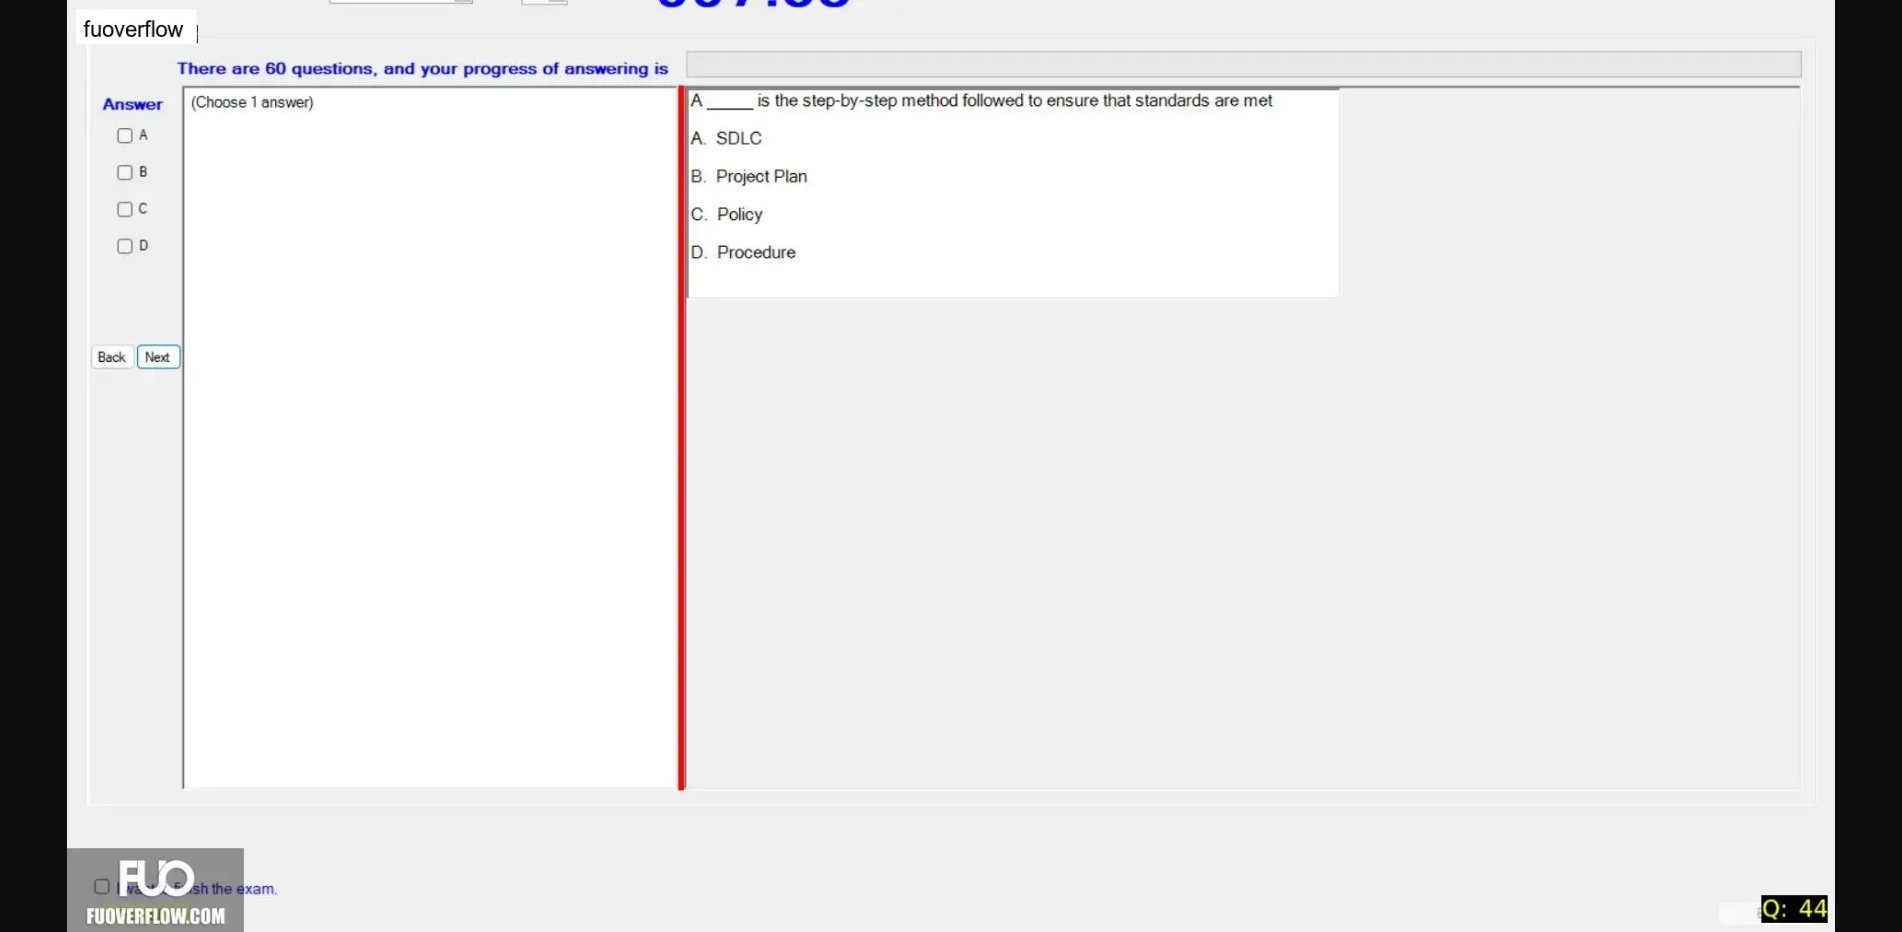 fuoverflow
There are 60 questions, and your progress of answering is
Answer
(Choose 1 answer)
A
B
C
D
Back Next
A _____ is the step-by-step method followed to ensure that standards are met
A. SDLC
B. Project Plan
C. Policy
D. Procedure
FUO
sh the exam.
FUOVERFLOW.COM
Q: 44